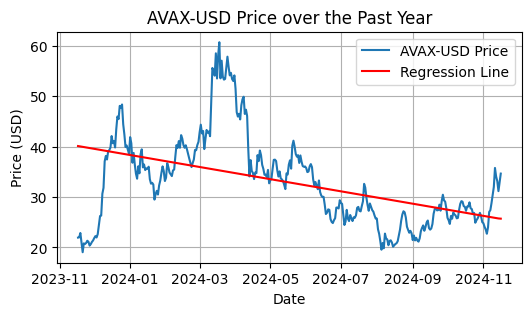 AVAX-USD Price over the Past Year
AVAX-USD Price
Regression Line
Price (USD)
60
50
40
30
20
2023-11
2024-01
2024-03
2024-05
2024-07
2024-09
2024-11
Date